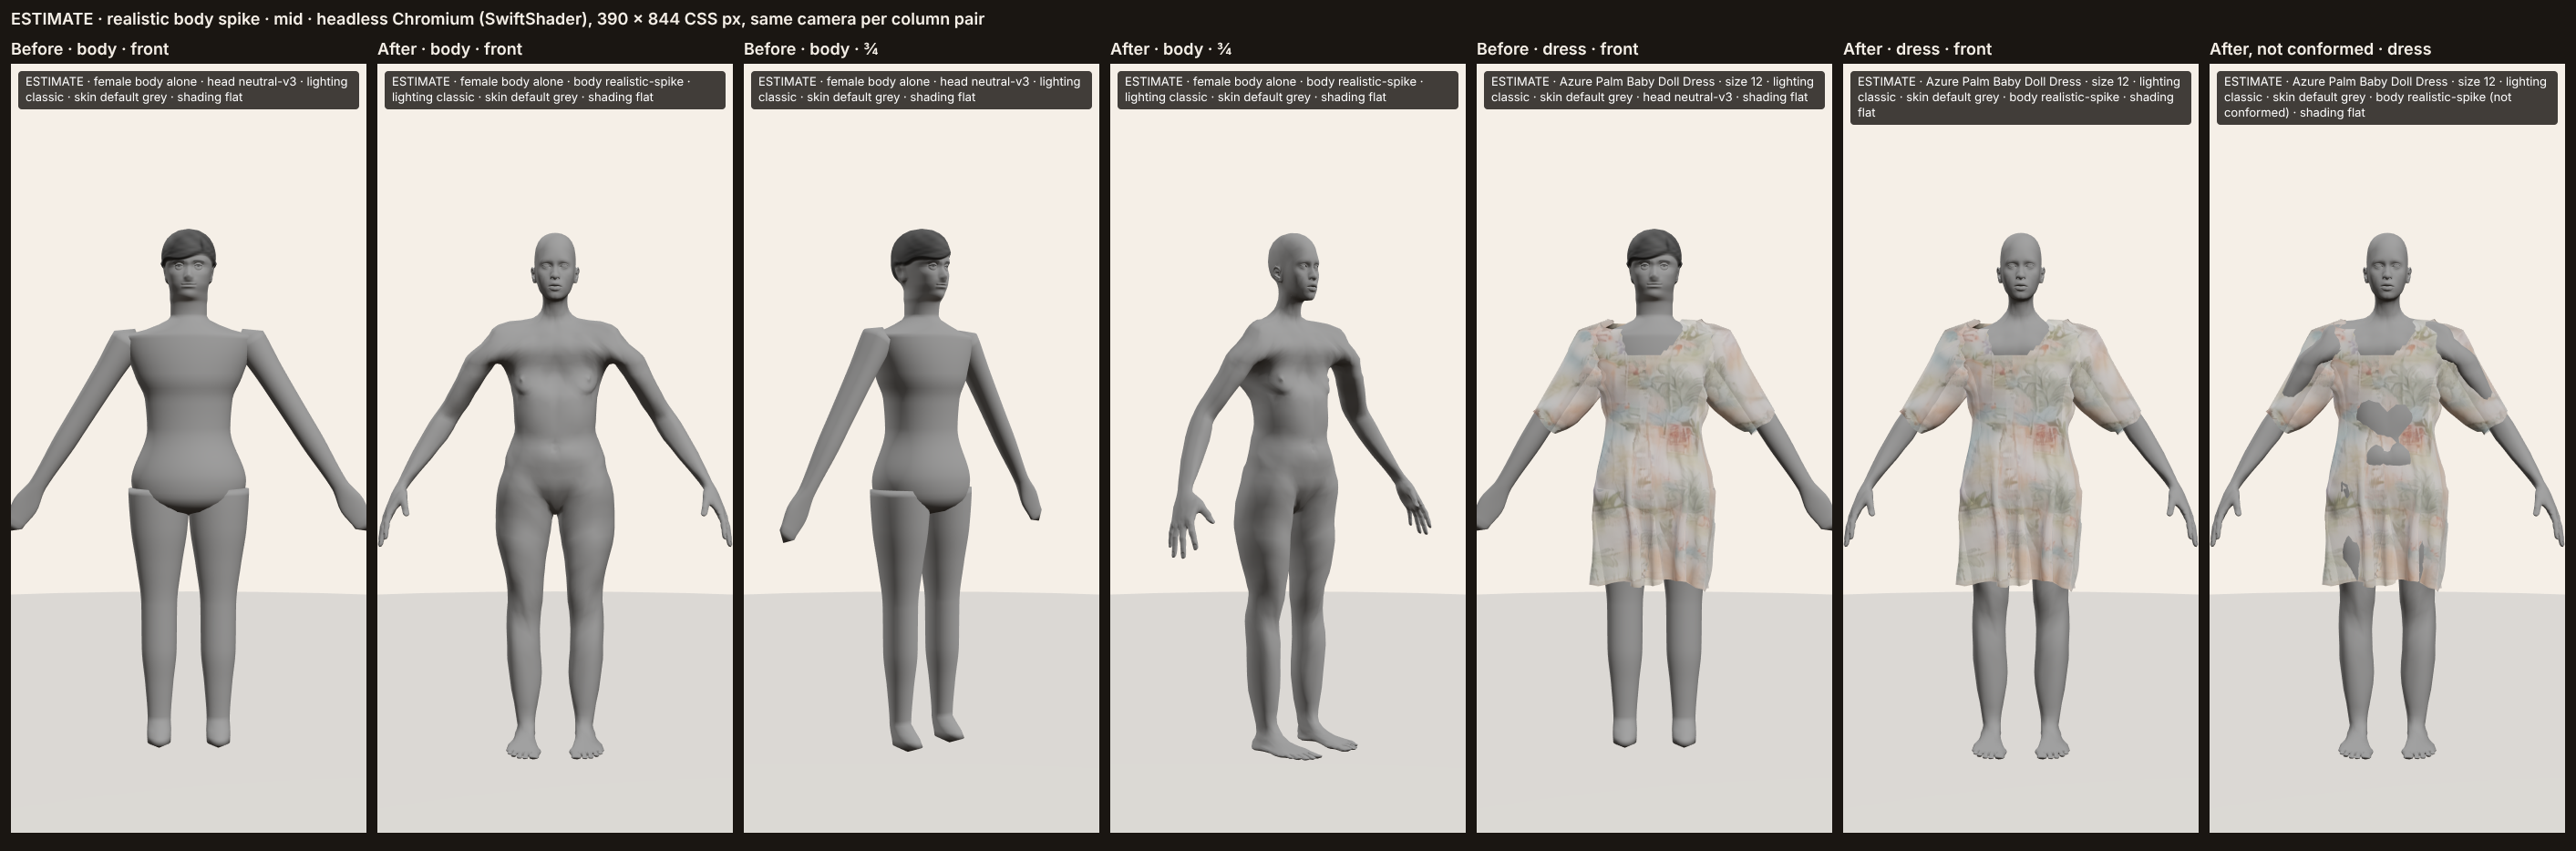 ESTIMATE · realistic body spike · mid · headless Chromium (SwiftShader), 390 × 844 CSS px, same camera per column pair
Before · body · front
ESTIMATE · female body alone · head neutral-v3 · lighting
classic · skin default grey · shading flat
After · body · front
ESTIMATE · female body alone · body realistic-spike ·
lighting classic · skin default grey · shading flat
Before · body · ¾
ESTIMATE · female body alone · head neutral-v3 · lighting
classic · skin default grey · shading flat
After · body · ¾
ESTIMATE · female body alone · body realistic-spike ·
lighting classic · skin default grey · shading flat
Before · dress · front
ESTIMATE · Azure Palm Baby Doll Dress · size 12 · lighting
classic · skin default grey · head neutral-v3 · shading flat
After · dress · front
ESTIMATE · Azure Palm Baby Doll Dress · size 12 · lighting
classic · skin default grey · body realistic-spike · shading
flat
After, not conformed · dress
ESTIMATE · Azure Palm Baby Doll Dress · size 12 · lighting
classic · skin default grey · body realistic-spike (not
conformed) · shading flat